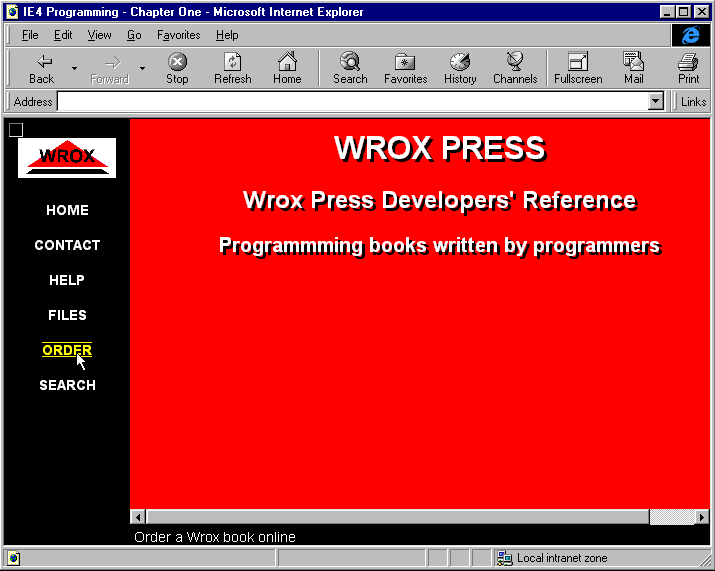 IE4 Programming - Chapter One - Microsoft Internet Explorer
File Edit View Go Favorites Help
Back Forward Stop Refresh Home Search Favorites History Channels Fullscreen Mail Print
Address Links
WROX
HOME
CONTACT
HELP
FILES
ORDER
SEARCH
WROX PRESS
Wrox Press Developers' Reference
Programmming books written by programmers
Order a Wrox book online
Local intranet zone